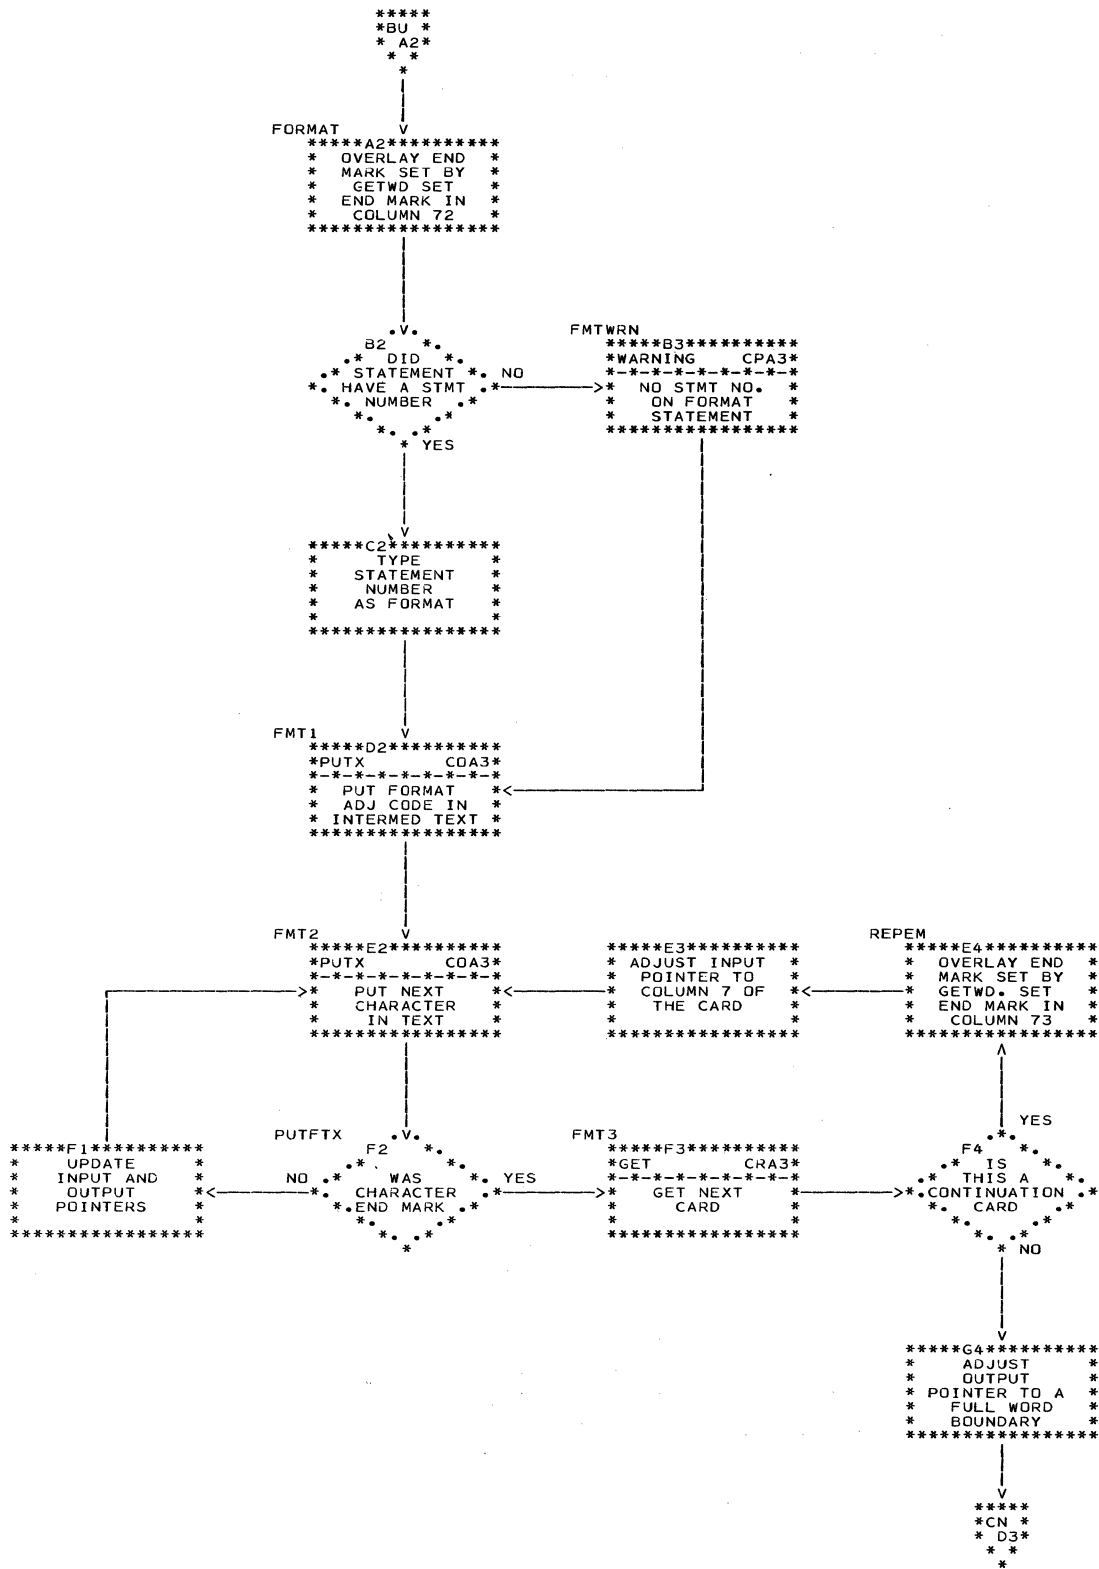 *****
*BU *
* A2*
* *
*
FORMAT
*****A2**********
* OVERLAY END *
* MARK SET BY *
* GETWD SET *
* END MARK IN *
* COLUMN 72 *
*****************
B2
DID
STATEMENT
HAVE A STMT
NUMBER
NO
YES
FMTWRN
*****B3**********
*WARNING CPA3*
*-*-*-*-*-*-*-*-*
* NO STMT NO. *
* ON FORMAT *
* STATEMENT *
*****************
*****C2**********
* TYPE *
* STATEMENT *
* NUMBER *
* AS FORMAT *
* *
*****************
FMT1
*****D2**********
*PUTX COA3*
*-*-*-*-*-*-*-*-*
* PUT FORMAT *
* ADJ CODE IN *
* INTERMED TEXT *
*****************
FMT2
*****E2**********
*PUTX COA3*
*-*-*-*-*-*-*-*-*
* PUT NEXT *
* CHARACTER *
* IN TEXT *
*****************
*****E3**********
* ADJUST INPUT *
* POINTER TO *
* COLUMN 7 OF *
* THE CARD *
* *
*****************
REPEM
*****E4**********
* OVERLAY END *
* MARK SET BY *
* GETWD. SET *
* END MARK IN *
* COLUMN 73 *
*****************
*****F1**********
* UPDATE *
* INPUT AND *
* OUTPUT *
* POINTERS *
* *
*****************
PUTFTX
F2
WAS
CHARACTER
END MARK
NO
YES
FMT3
*****F3**********
*GET CRA3*
*-*-*-*-*-*-*-*-*
* GET NEXT *
* CARD *
* *
*****************
YES
F4
IS
THIS A
CONTINUATION
CARD
NO
*****G4**********
* ADJUST *
* OUTPUT *
* POINTER TO A *
* FULL WORD *
* BOUNDARY *
*****************
*****
*CN *
* D3*
* *
*